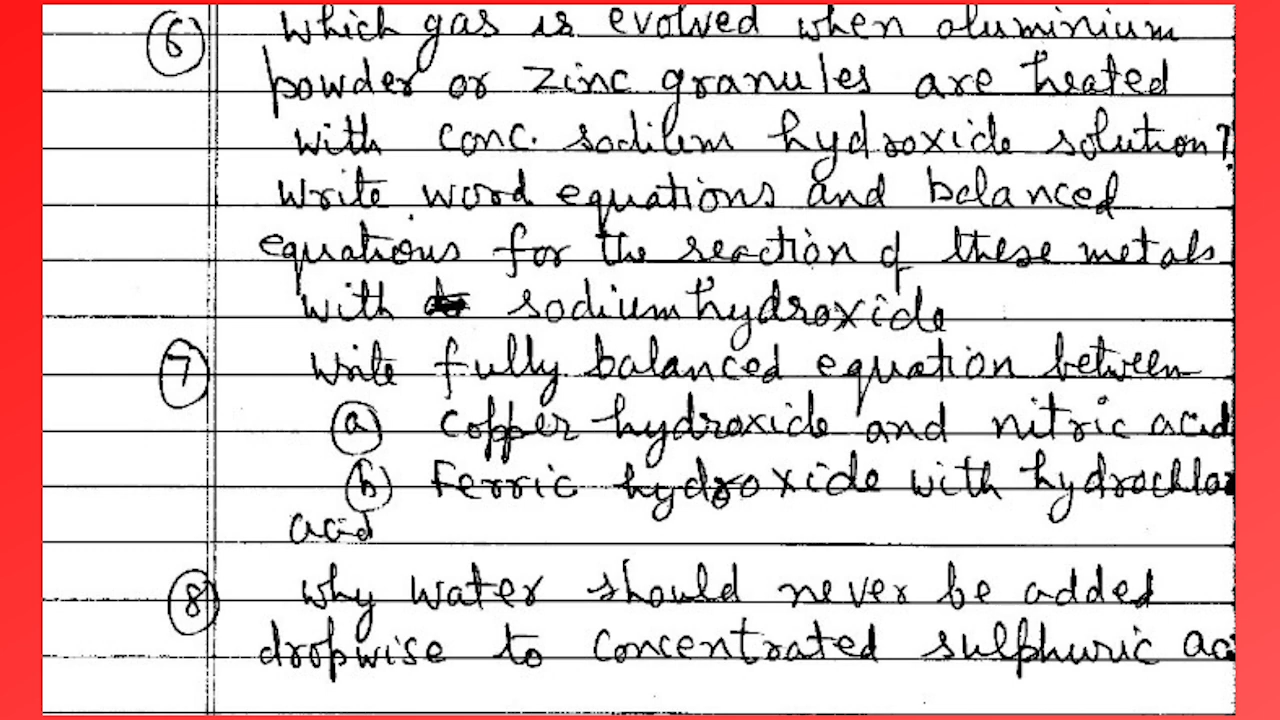 6 Which gas is evolved when aluminium
powder or zinc granules are heated
with conc. sodium hydroxide solution?
Write word equations and balanced
equations for the reaction of these metals
with sodium hydroxide
7 Write fully balanced equation between
a copper hydroxide and nitric acid
b Ferric hydroxide with hydrochlor
acid
8 Why water should never be added
dropwise to concentrated sulphuric ac